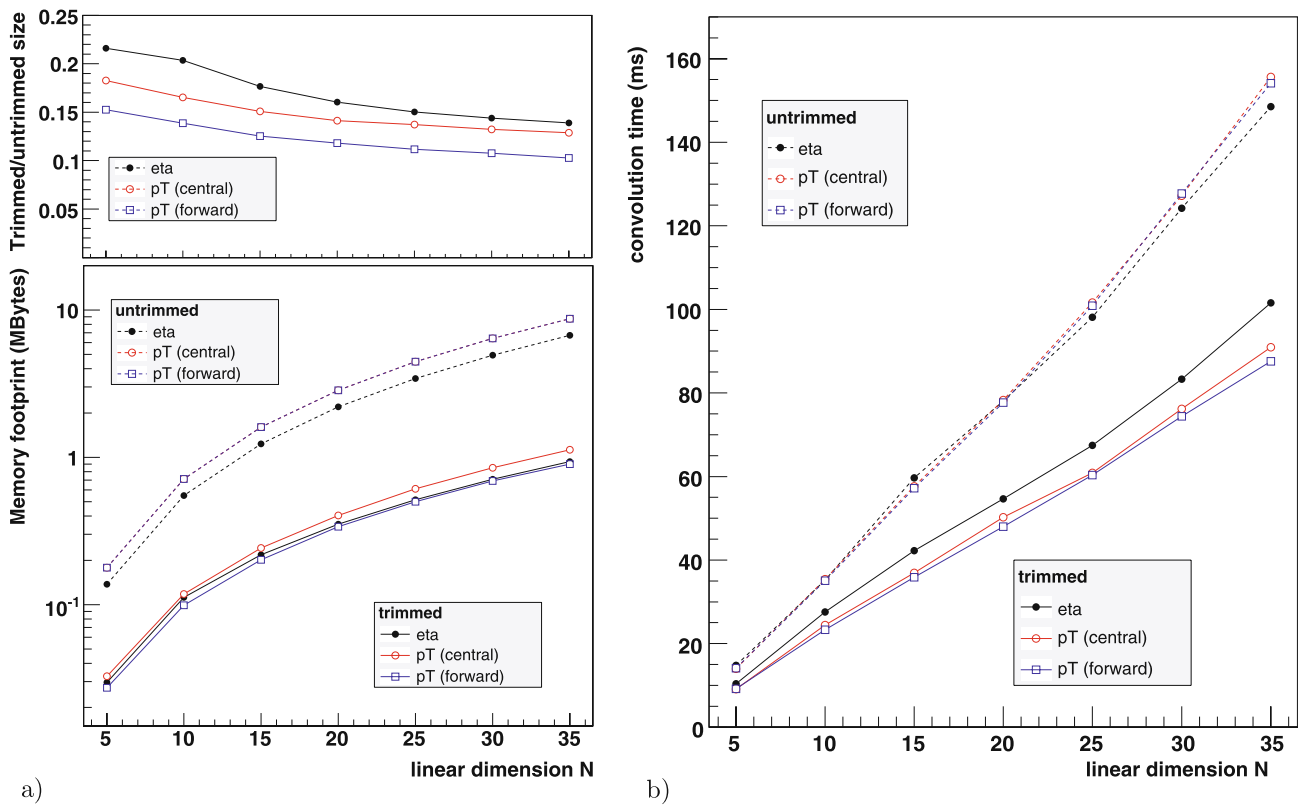 Trimmed/untrimmed size
0.25
0.2
0.15
0.1
0.05
eta
pT (central)
pT (forward)
Memory footprint (MBytes)
10
1
10⁻¹
untrimmed
eta
pT (central)
pT (forward)
trimmed
eta
pT (central)
pT (forward)
5 10 15 20 25 30 35
linear dimension N
a)
convolution time (ms)
160
140
120
100
80
60
40
20
0
untrimmed
eta
pT (central)
pT (forward)
trimmed
eta
pT (central)
pT (forward)
5 10 15 20 25 30 35
linear dimension N
b)